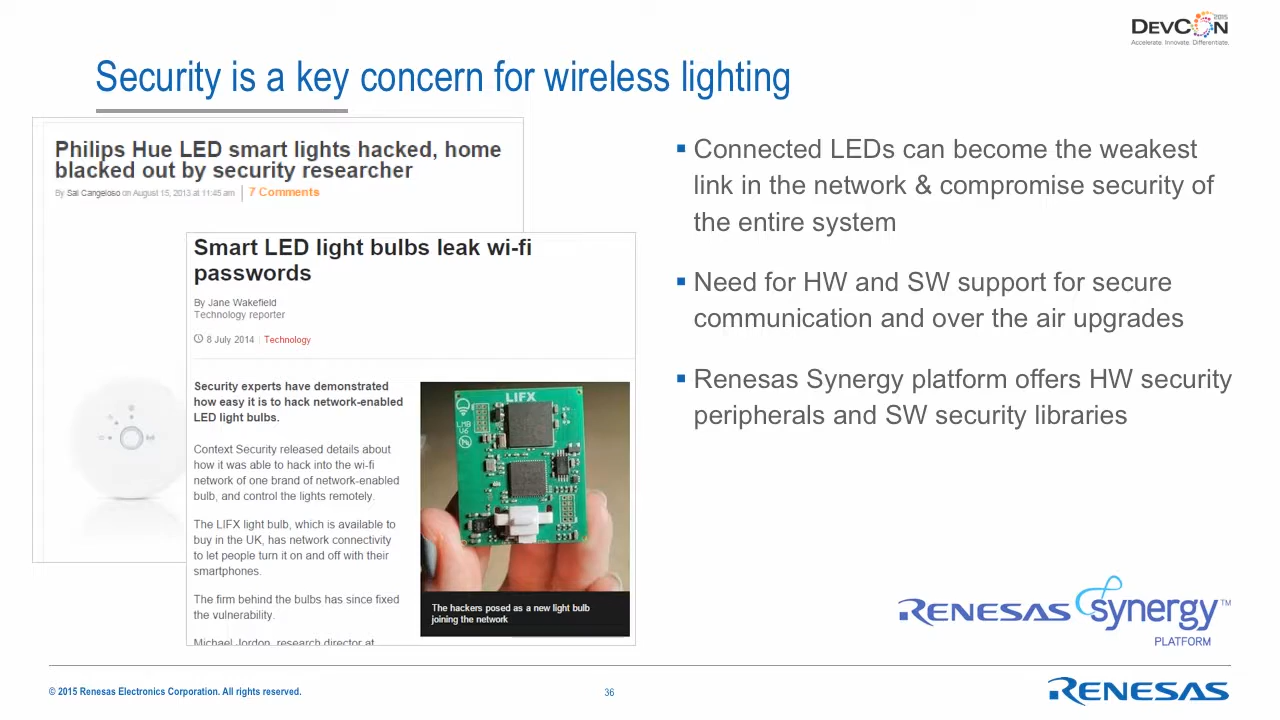 DEVCON
Accelerate. Innovate. Differentiate.
Security is a key concern for wireless lighting
Philips Hue LED smart lights hacked, home
blacked out by security researcher
By Sal Cangeloso on August 15, 2013 at 11:45 am
7 Comments
Smart LED light bulbs leak wi-fi
passwords
By Jane Wakefield
Technology reporter
8 July 2014
Technology
Security experts have demonstrated
how easy it is to hack network-enabled
LED light bulbs.
Context Security released details about
how it was able to hack into the wi-fi
network of one brand of network-enabled
bulb, and control the lights remotely.
The LIFX light bulb, which is available to
buy in the UK, has network connectivity
to let people turn it on and off with their
smartphones.
The firm behind the bulbs has since fixed
the vulnerability.
Michael Jordon, research director at
LIFX
LMB
V6
The hackers posed as a new light bulb
joining the network
▪ Connected LEDs can become the weakest
link in the network & compromise security of
the entire system
▪ Need for HW and SW support for secure
communication and over the air upgrades
▪ Renesas Synergy platform offers HW security
peripherals and SW security libraries
RENESAS synergy™
PLATFORM
© 2015 Renesas Electronics Corporation. All rights reserved.
36
RENESAS